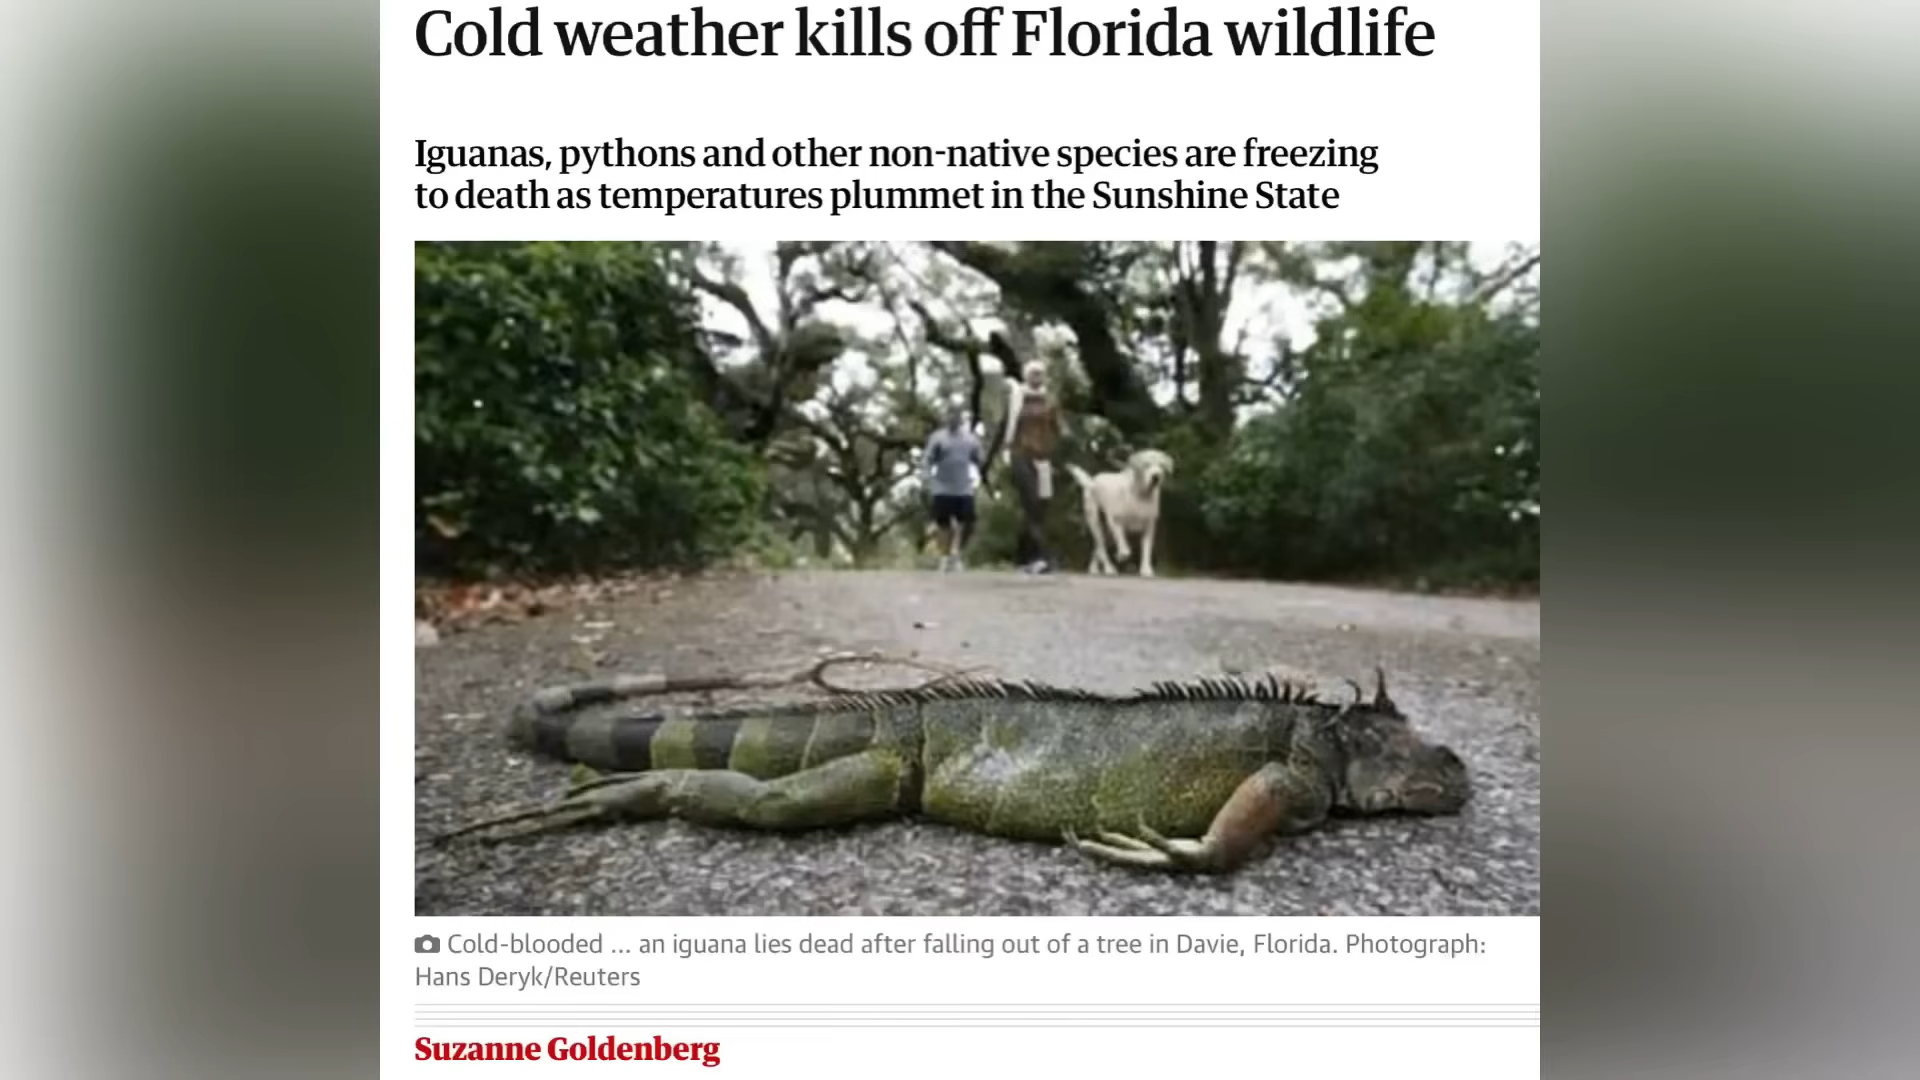 Cold weather kills off Florida wildlife
Iguanas, pythons and other non-native species are freezing
to death as temperatures plummet in the Sunshine State
Cold-blooded ... an iguana lies dead after falling out of a tree in Davie, Florida. Photograph:
Hans Deryk/Reuters
Suzanne Goldenberg